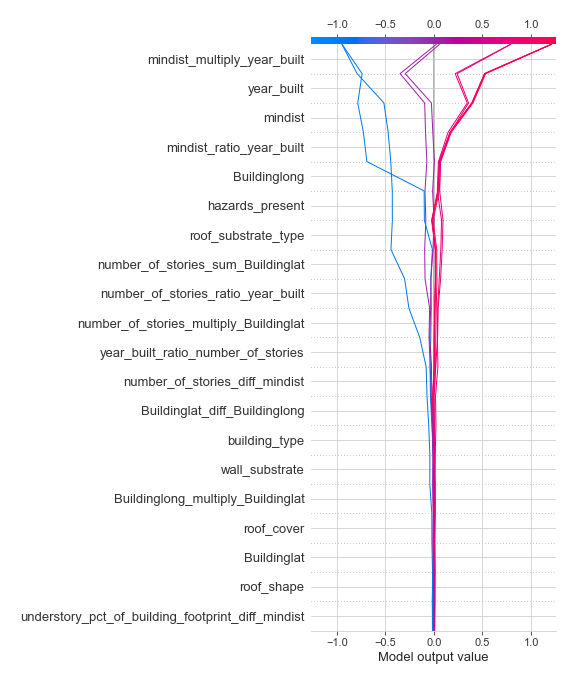 −1.0 −0.5 0.0 0.5 1.0
mindist_multiply_year_built
year_built
mindist
mindist_ratio_year_built
Buildinglong
hazards_present
roof_substrate_type
number_of_stories_sum_Buildinglat
number_of_stories_ratio_year_built
number_of_stories_multiply_Buildinglat
year_built_ratio_number_of_stories
number_of_stories_diff_mindist
Buildinglat_diff_Buildinglong
building_type
wall_substrate
Buildinglong_multiply_Buildinglat
roof_cover
Buildinglat
roof_shape
understory_pct_of_building_footprint_diff_mindist
−1.0 −0.5 0.0 0.5 1.0
Model output value